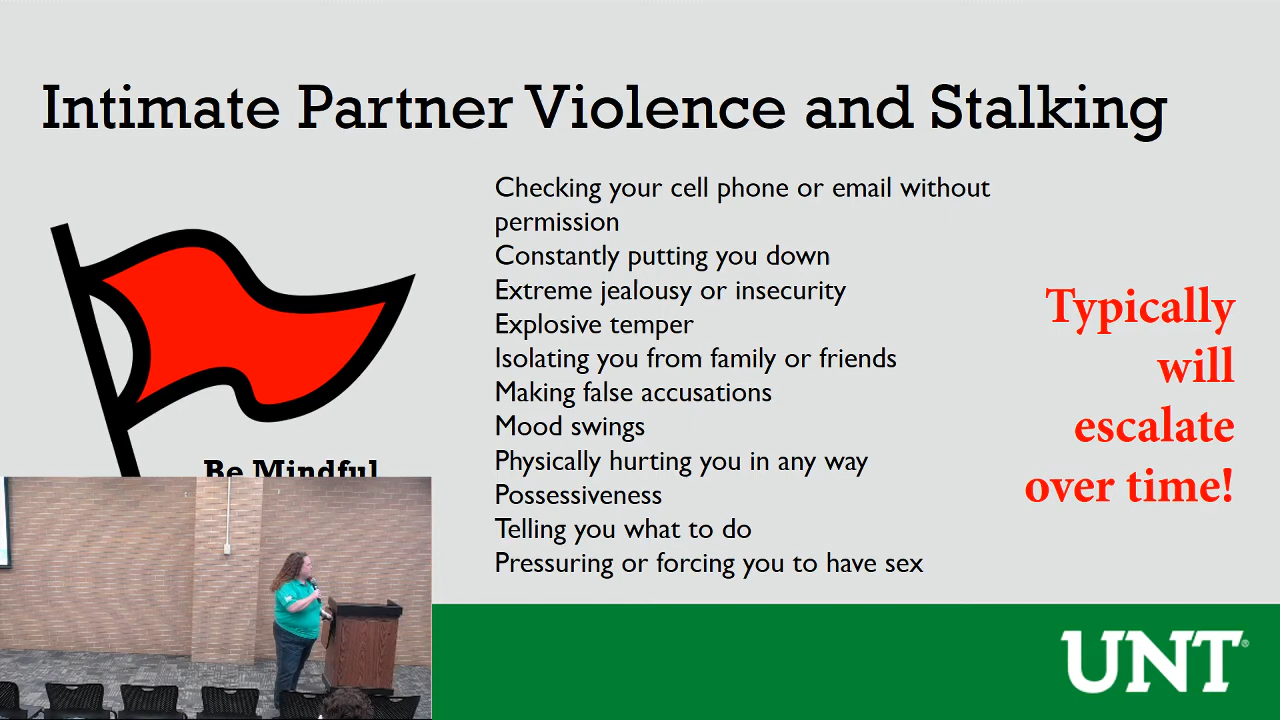 Intimate Partner Violence and Stalking
Checking your cell phone or email without
permission
Constantly putting you down
Extreme jealousy or insecurity
Explosive temper
Isolating you from family or friends
Making false accusations
Mood swings
Physically hurting you in any way
Possessiveness
Telling you what to do
Pressuring or forcing you to have sex
Typically
will
escalate
over time!
Be Mindful
UNT®